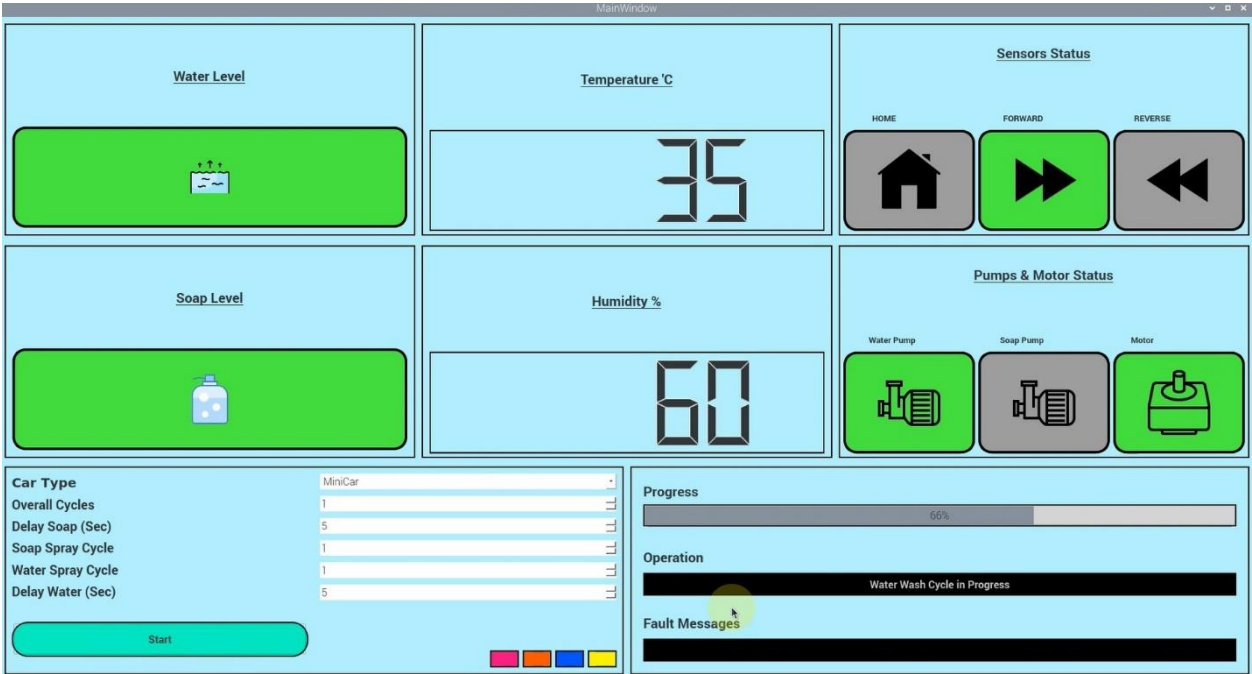 MainWindow
Water Level
Temperature 'C
35
Sensors Status
HOME
FORWARD
REVERSE
Soap Level
Humidity %
60
Pumps & Motor Status
Water Pump
Soap Pump
Motor
Car Type
MiniCar
Overall Cycles
1
Delay Soap (Sec)
5
Soap Spray Cycle
1
Water Spray Cycle
1
Delay Water (Sec)
5
Start
Progress
66%
Operation
Water Wash Cycle in Progress
Fault Messages